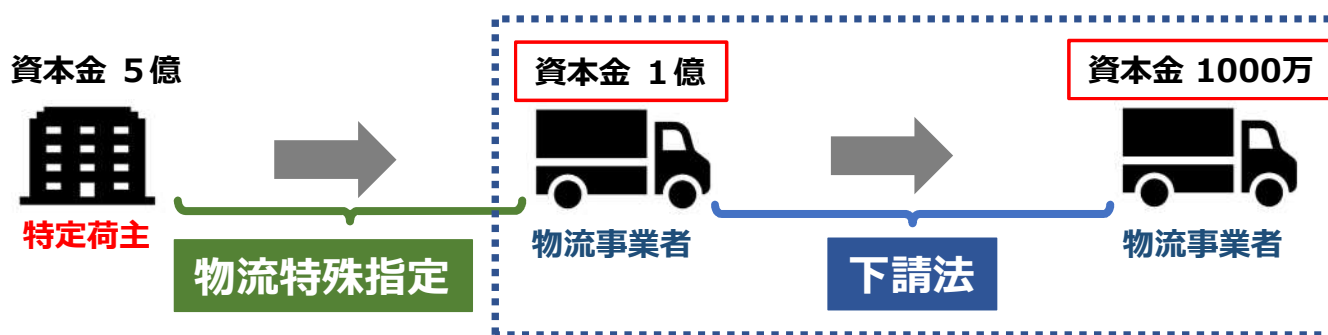 資本金 ５億
資本金 １億
資本金 1000万
特定荷主
物流事業者
物流事業者
物流特殊指定
下請法